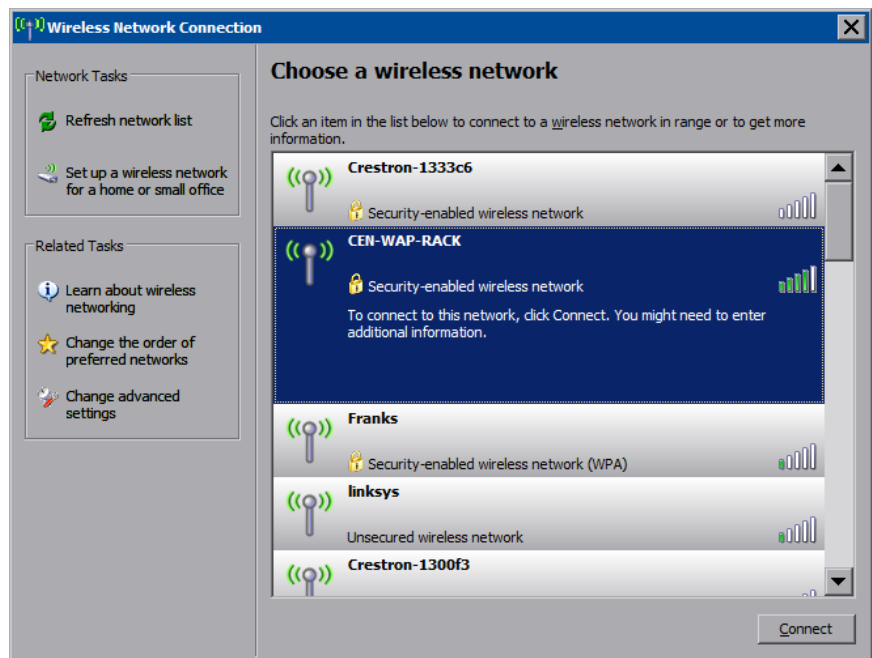 Wireless Network Connection
Network Tasks
Refresh network list
Set up a wireless network
for a home or small office
Related Tasks
Learn about wireless
networking
Change the order of
preferred networks
Change advanced
settings
Choose a wireless network
Click an item in the list below to connect to a wireless network in range or to get more
information.
Crestron-1333c6
Security-enabled wireless network
CEN-WAP-RACK
Security-enabled wireless network
To connect to this network, click Connect. You might need to enter
additional information.
Franks
Security-enabled wireless network (WPA)
linksys
Unsecured wireless network
Crestron-1300f3
Connect